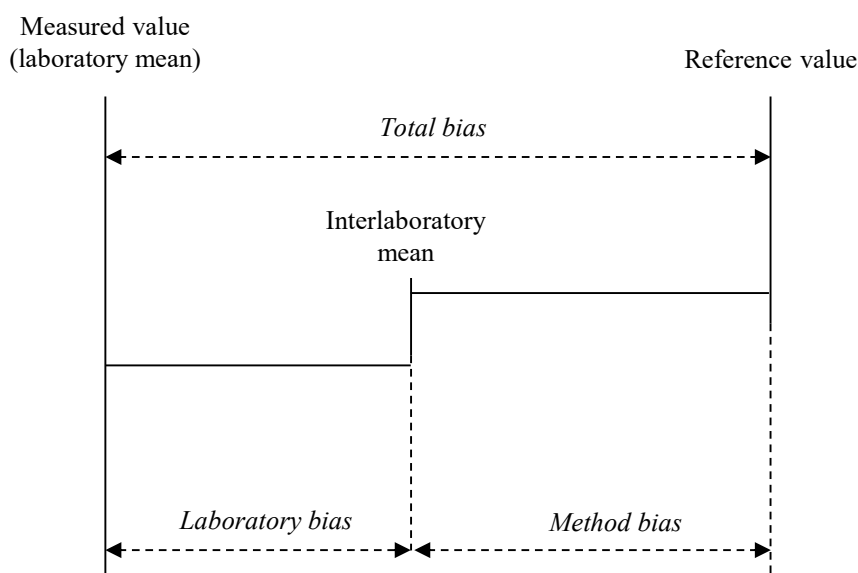 Measured value
(laboratory mean)
Reference value
Total bias
Interlaboratory
mean
Laboratory bias
Method bias